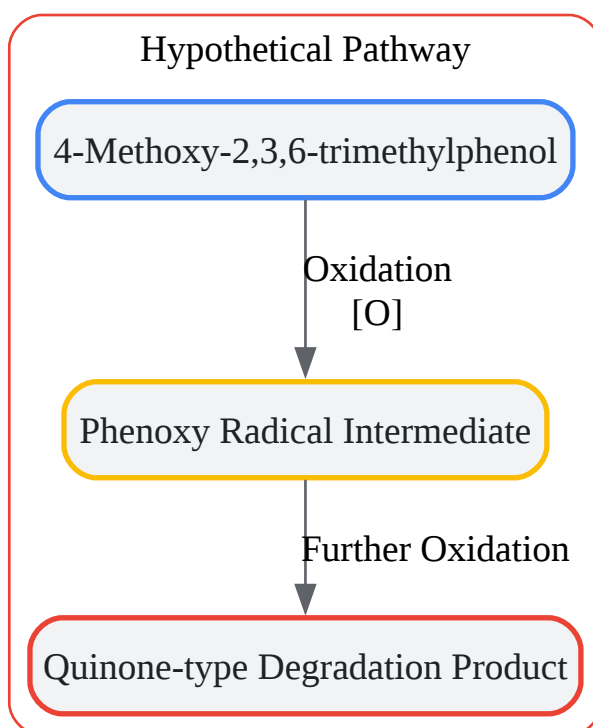 Hypothetical Pathway
4-Methoxy-2,3,6-trimethylphenol
Oxidation
[O]
Phenoxy Radical Intermediate
Further Oxidation
Quinone-type Degradation Product